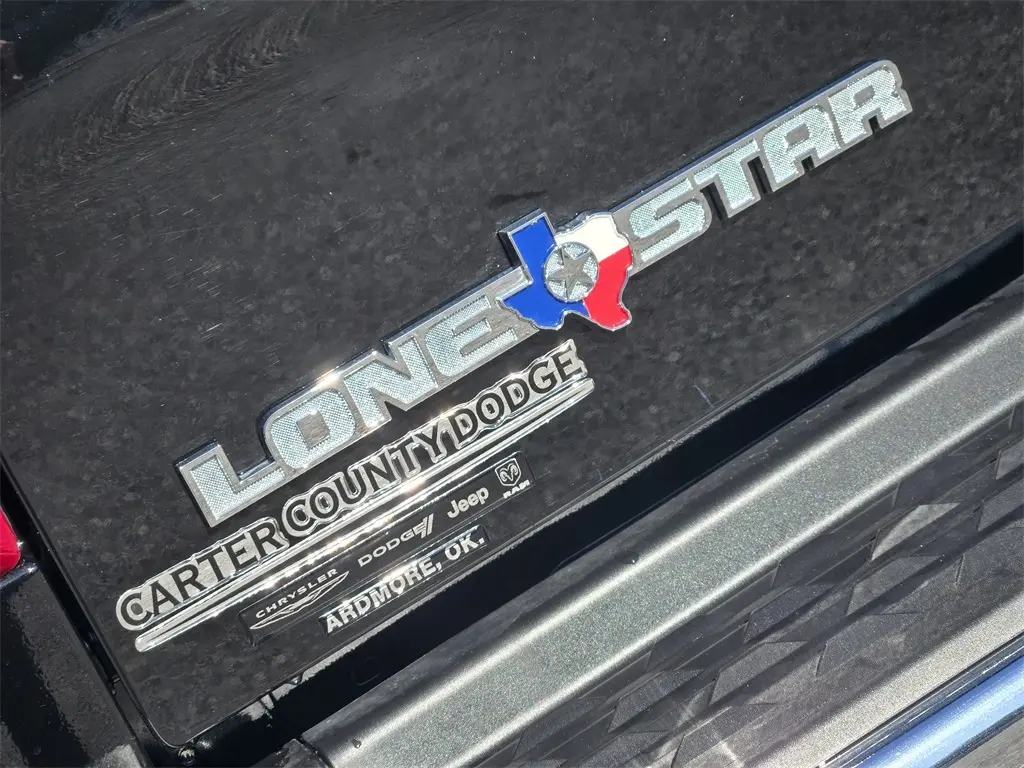 LONE STAR
CARTER COUNTY DODGE
CHRYSLER DODGE Jeep RAM
ARDMORE, OK.